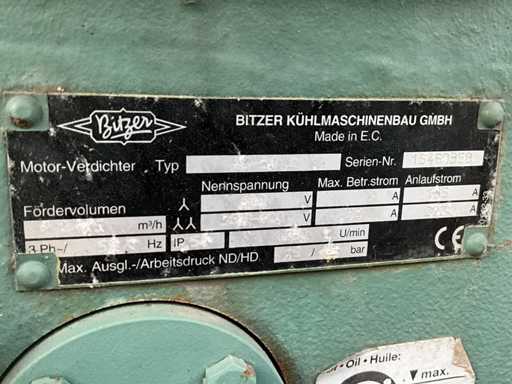 Bitzer
BITZER KÜHLMASCHINENBAU GMBH
Made in E.C.
Motor-Verdichter Typ Serien-Nr.
Nennspannung Max. Betr.strom Anlaufstrom
Fördervolumen V A A
m³/h V A A
3 Ph~/ Hz IP U/min
Max. Ausgl.-/Arbeitsdruck ND/HD / bar CE
Oil • Huile:
max.